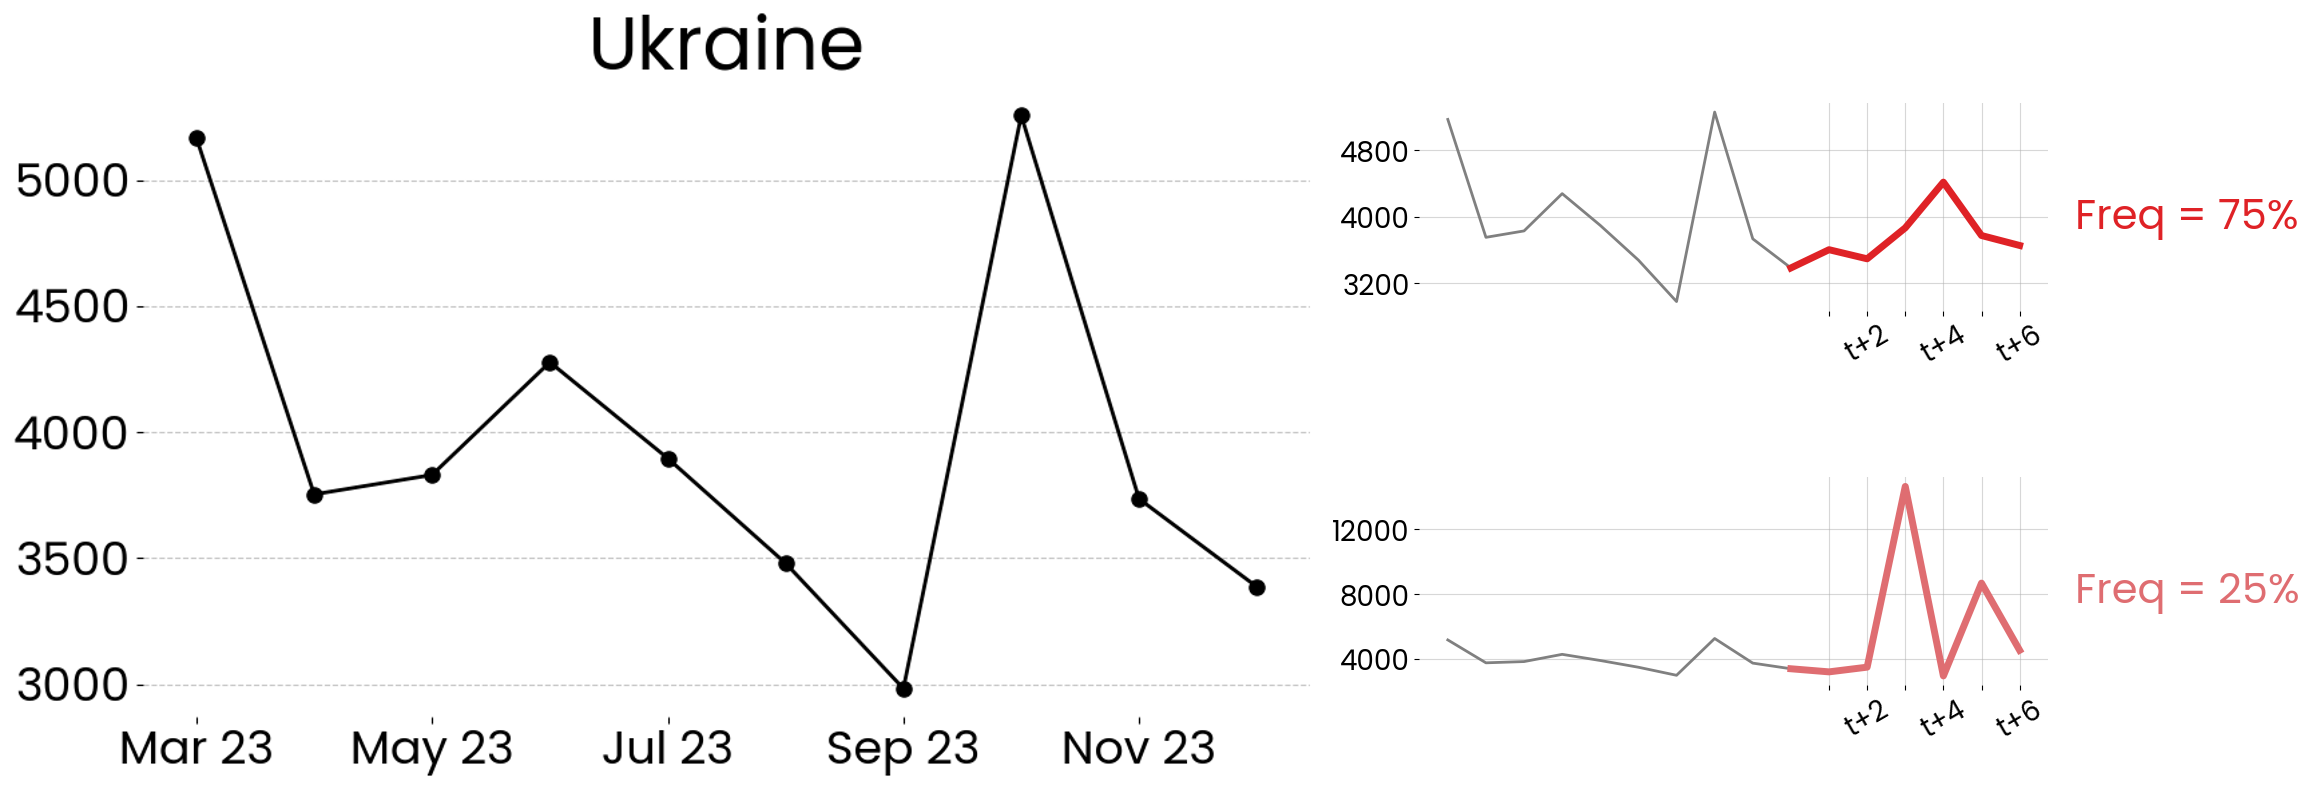 Ukraine
5000
4500
4000
3500
3000
Mar 23 May 23 Jul 23 Sep 23 Nov 23
4800
4000
3200
t+2 t+4 t+6
Freq = 75%
12000
8000
4000
t+2 t+4 t+6
Freq = 25%